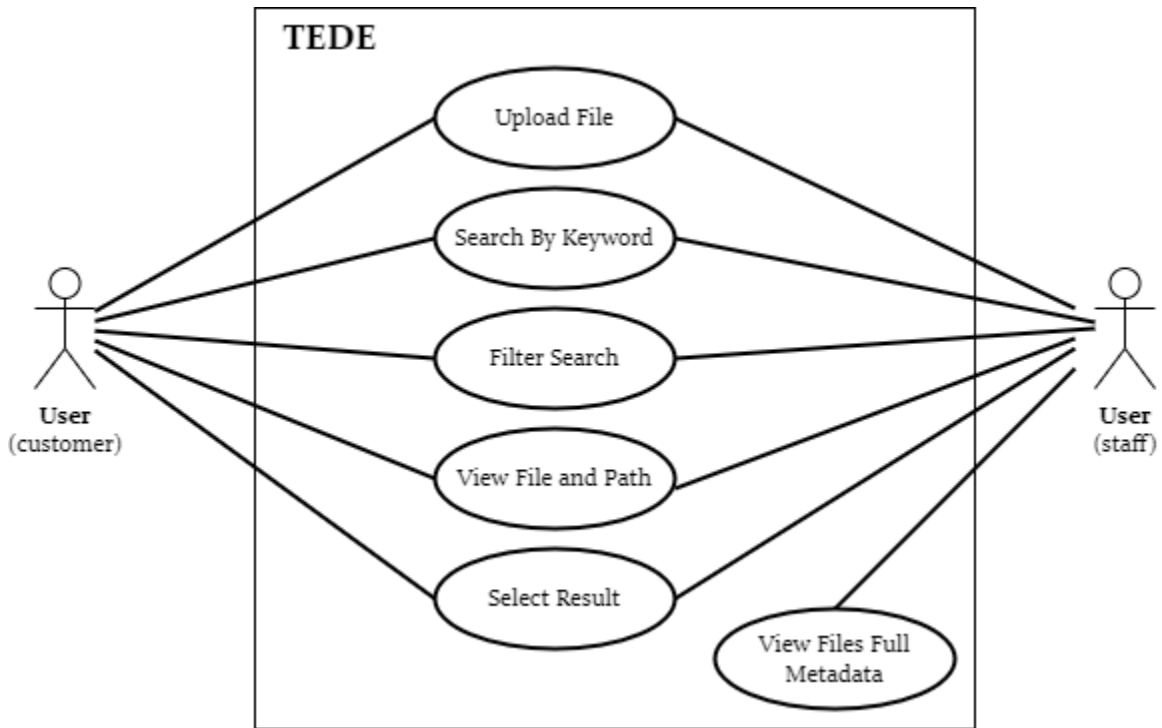 TEDE
Upload File
Search By Keyword
Filter Search
View File and Path
Select Result
View Files Full
Metadata
User
(customer)
User
(staff)